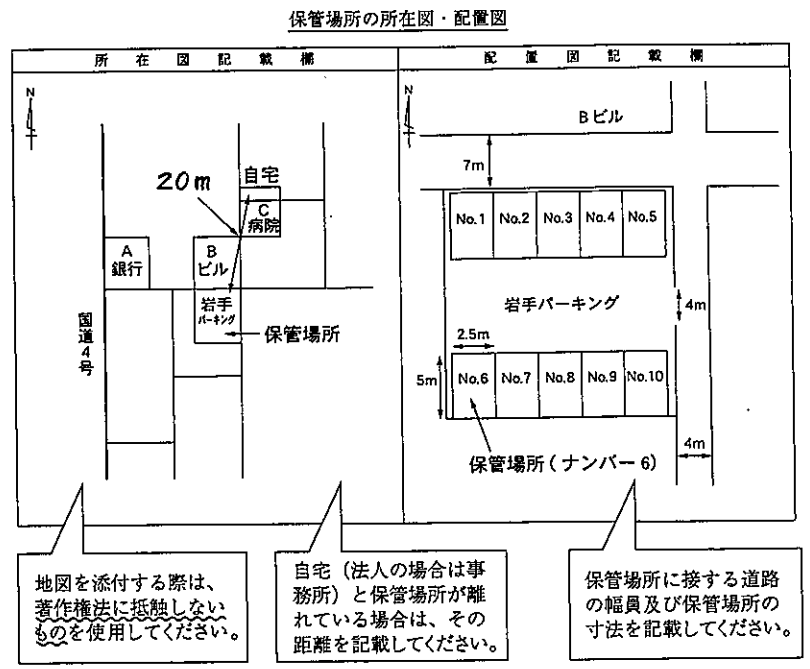 保管場所の所在図・配置図
所在図記載欄
N
20m
自宅
C
病院
A
銀行
B
ビル
岩手
パーキング
保管場所
国道4号
配置図記載欄
N
Bビル
7m
No.1 No.2 No.3 No.4 No.5
岩手パーキング
4m
2.5m
5m
No.6 No.7 No.8 No.9 No.10
保管場所(ナンバー6)
4m
地図を添付する際は、
著作権法に抵触しない
ものを使用してください。
自宅(法人の場合は事
務所)と保管場所が離
れている場合は、その
距離を記載してください。
保管場所に接する道路
の幅員及び保管場所の
寸法を記載してください。